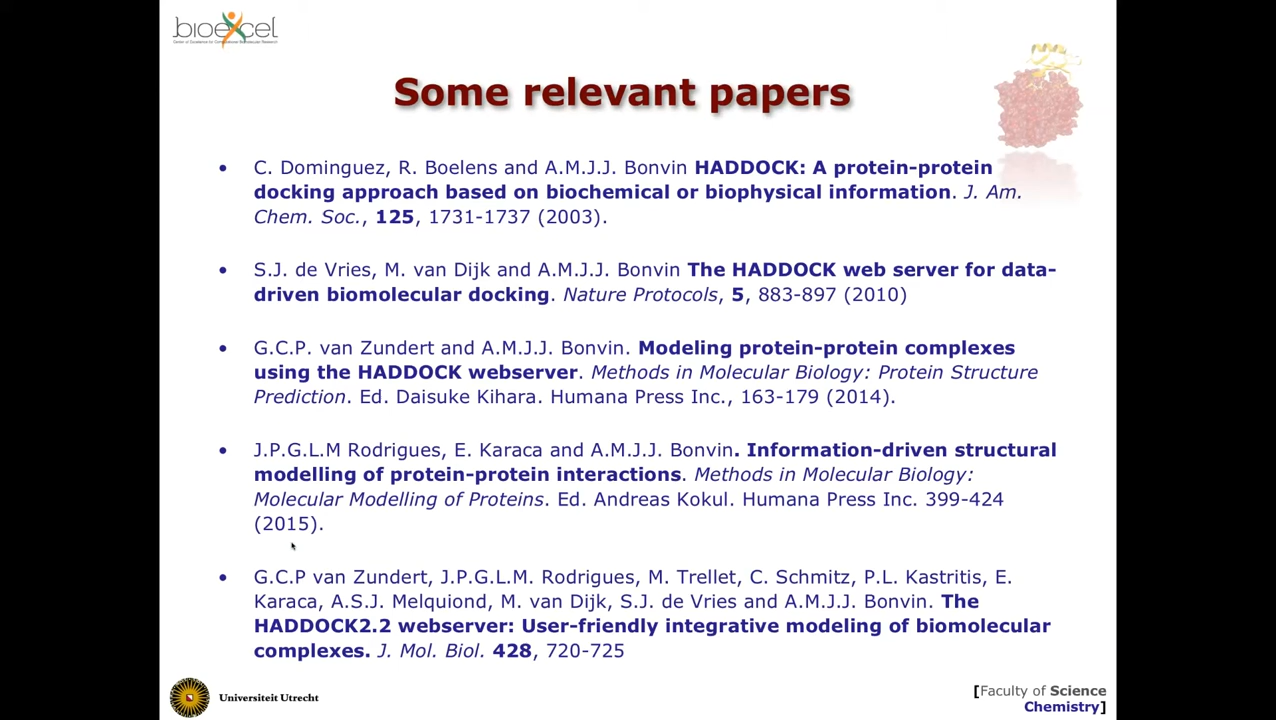 bioexcel
Center of Excellence for Computational Biomolecular Research
Some relevant papers
• C. Dominguez, R. Boelens and A.M.J.J. Bonvin HADDOCK: A protein-protein
docking approach based on biochemical or biophysical information. J. Am.
Chem. Soc., 125, 1731-1737 (2003).
• S.J. de Vries, M. van Dijk and A.M.J.J. Bonvin The HADDOCK web server for data-
driven biomolecular docking. Nature Protocols, 5, 883-897 (2010)
• G.C.P. van Zundert and A.M.J.J. Bonvin. Modeling protein-protein complexes
using the HADDOCK webserver. Methods in Molecular Biology: Protein Structure
Prediction. Ed. Daisuke Kihara. Humana Press Inc., 163-179 (2014).
• J.P.G.L.M Rodrigues, E. Karaca and A.M.J.J. Bonvin. Information-driven structural
modelling of protein-protein interactions. Methods in Molecular Biology:
Molecular Modelling of Proteins. Ed. Andreas Kokul. Humana Press Inc. 399-424
(2015).
• G.C.P van Zundert, J.P.G.L.M. Rodrigues, M. Trellet, C. Schmitz, P.L. Kastritis, E.
Karaca, A.S.J. Melquiond, M. van Dijk, S.J. de Vries and A.M.J.J. Bonvin. The
HADDOCK2.2 webserver: User-friendly integrative modeling of biomolecular
complexes. J. Mol. Biol. 428, 720-725
Universiteit Utrecht
[Faculty of Science
Chemistry]